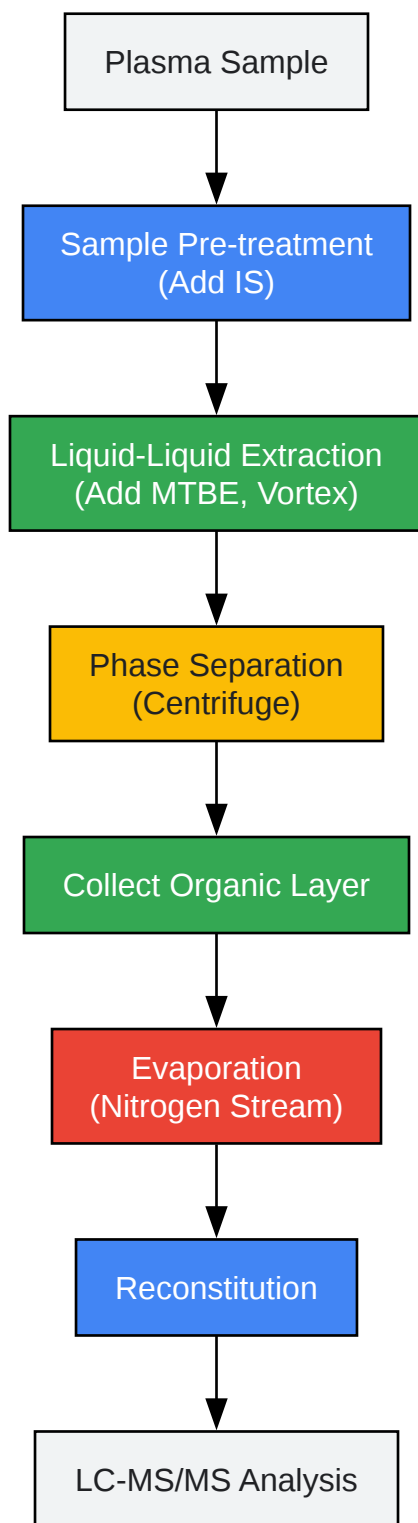 Plasma Sample
Sample Pre-treatment
(Add IS)
Liquid-Liquid Extraction
(Add MTBE, Vortex)
Phase Separation
(Centrifuge)
Collect Organic Layer
Evaporation
(Nitrogen Stream)
Reconstitution
LC-MS/MS Analysis